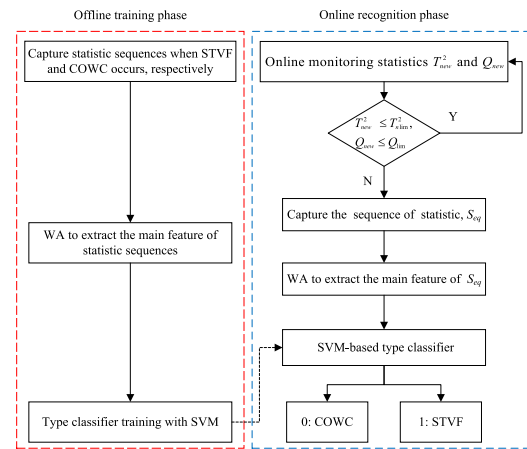 Offline training phase
Capture statistic sequences when STVF
and COWC occurs, respectively
WA to extract the main feature of
statistic sequences
Type classifier training with SVM
Online recognition phase
Online monitoring statistics T²new and Qnew
T²new ≤ T²slim,
Qnew ≤ Qlim
Y
N
Capture the sequence of statistic, Seq
WA to extract the main feature of Seq
SVM-based type classifier
0: COWC
1: STVF